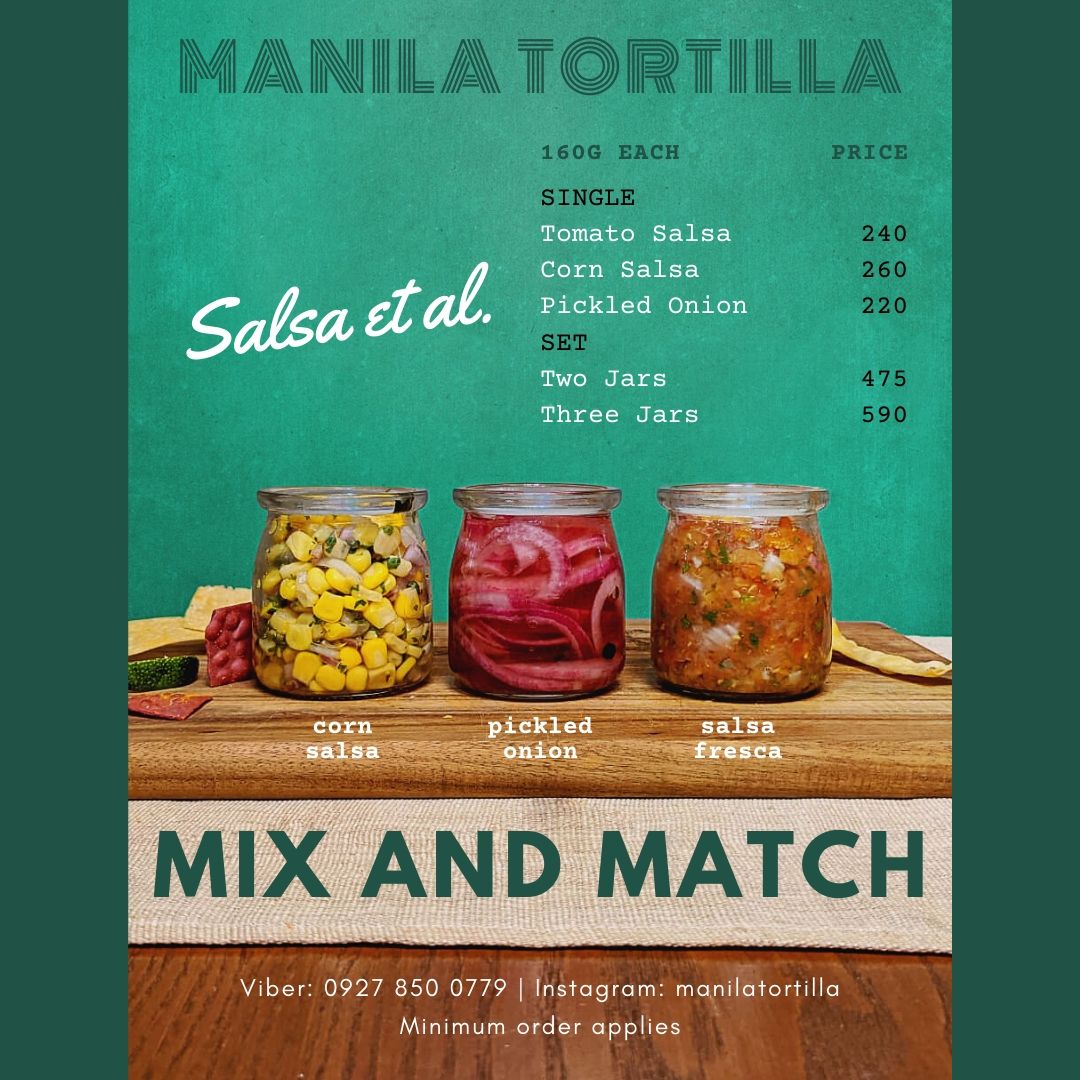 MANILA TORTILLA
160G EACH PRICE
SINGLE
Tomato Salsa 240
Corn Salsa 260
Pickled Onion 220
SET
Two Jars 475
Three Jars 590
Salsa et al.
corn
salsa
pickled
onion
salsa
fresca
MIX AND MATCH
Viber: 0927 850 0779 | Instagram: manilatortilla
Minimum order applies